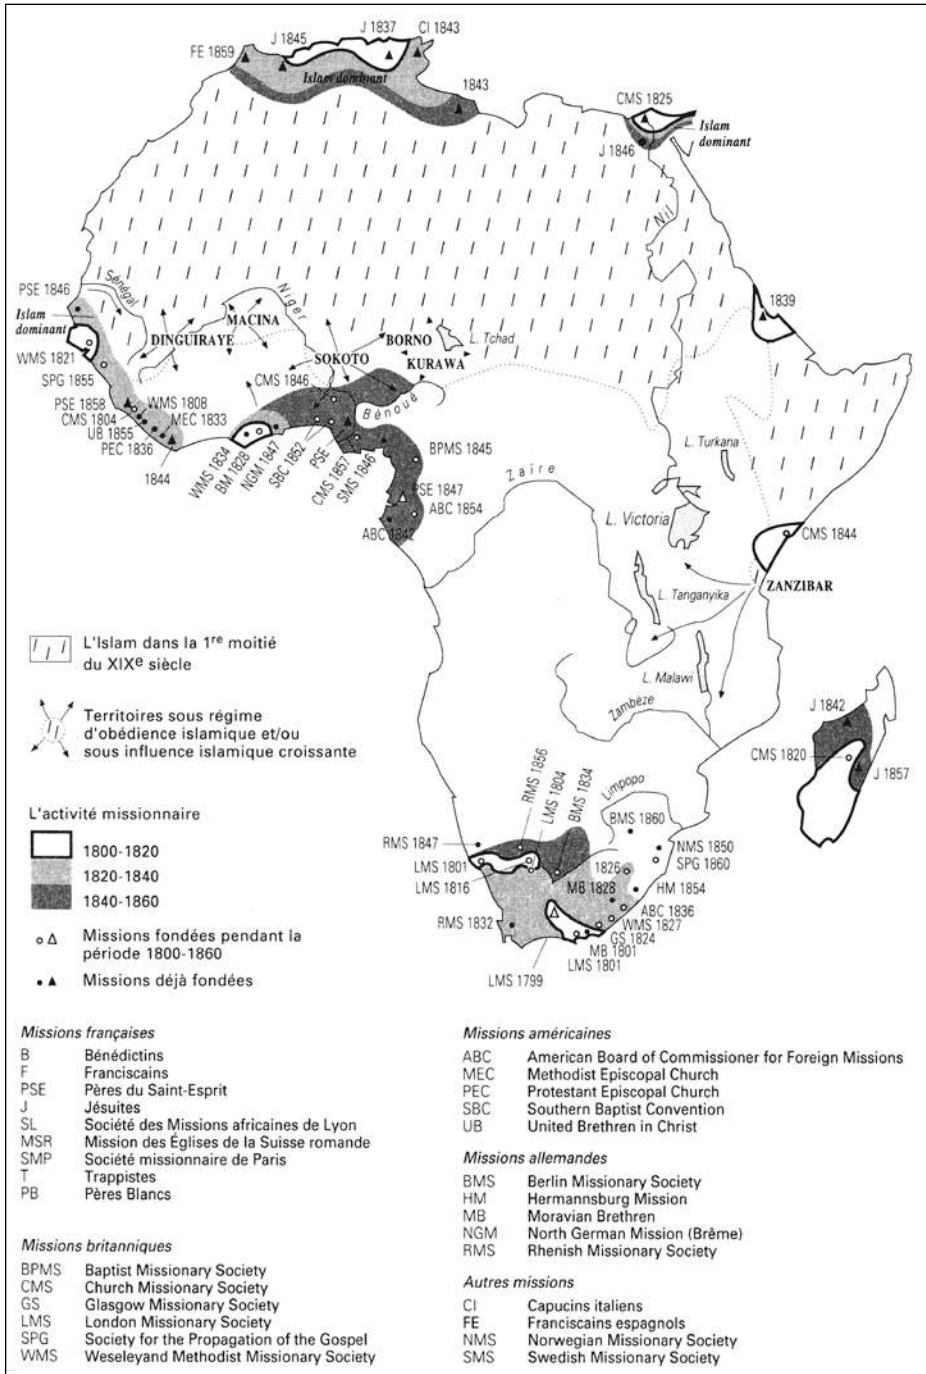 J 1845
J 1837
CI 1843
FE 1859
Islam dominant
1843
CMS 1825
Islam
dominant
J 1846
Nil
PSE 1846
Sénégal
Islam
dominant
Niger
MACINA
DINGUIRAYE
1839
BORNO
L. Tchad
SOKOTO
KURAWA
WMS 1821
CMS 1846
SPG 1855
Bénoué
PSE 1858
WMS 1808
CMS 1804
MEC 1833
UB 1855
PEC 1836
1844
WMS 1834
BM 1828
NGM 1847
SBC 1852
PSE
CMS 1857
SMS 1846
BPMS 1845
L. Turkana
Zaïre
PSE 1847
ABC 1854
ABC 1842
L. Victoria
CMS 1844
ZANZIBAR
L. Tanganyika
L'Islam dans la 1re moitié
du XIXe siècle
L. Malawi
Zambèze
Territoires sous régime
d'obédience islamique et/ou
sous influence islamique croissante
J 1842
CMS 1820
J 1857
L'activité missionnaire
1800-1820
1820-1840
1840-1860
Missions fondées pendant la
période 1800-1860
Missions déjà fondées
RMS 1856
LMS 1804
BMS 1834
Limpopo
BMS 1860
RMS 1847
NMS 1850
SPG 1860
LMS 1801
LMS 1816
1826
MB 1828
HM 1854
RMS 1832
ABC 1836
WMS 1827
GS 1824
MB 1801
LMS 1801
LMS 1799
Missions françaises
B Bénédictins
F Franciscains
PSE Pères du Saint-Esprit
J Jésuites
SL Société des Missions africaines de Lyon
MSR Mission des Églises de la Suisse romande
SMP Société missionnaire de Paris
T Trappistes
PB Pères Blancs
Missions britanniques
BPMS Baptist Missionary Society
CMS Church Missionary Society
GS Glasgow Missionary Society
LMS London Missionary Society
SPG Society for the Propagation of the Gospel
WMS Weseleyand Methodist Missionary Society
Missions américaines
ABC American Board of Commissioner for Foreign Missions
MEC Methodist Episcopal Church
PEC Protestant Episcopal Church
SBC Southern Baptist Convention
UB United Brethren in Christ
Missions allemandes
BMS Berlin Missionary Society
HM Hermannsburg Mission
MB Moravian Brethren
NGM North German Mission (Brême)
RMS Rhenish Missionary Society
Autres missions
CI Capucins italiens
FE Franciscains espagnols
NMS Norwegian Missionary Society
SMS Swedish Missionary Society